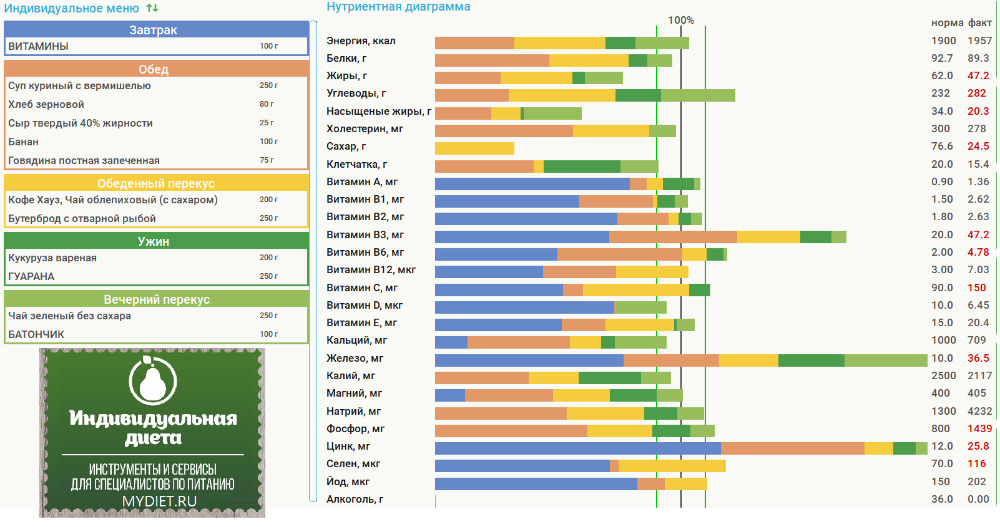 Индивидуальное меню
Завтрак
ВИТАМИНЫ 100 г
Обед
Суп куриный с вермишелью 250 г
Хлеб зерновой 80 г
Сыр твердый 40% жирности 25 г
Банан 100 г
Говядина постная запеченная 75 г
Обеденный перекус
Кофе Хауз, Чай облепиховый (с сахаром) 200 г
Бутерброд с отварной рыбой 250 г
Ужин
Кукуруза вареная 200 г
ГУАРАНА 250 г
Вечерний перекус
Чай зеленый без сахара 250 г
БАТОНЧИК 100 г
Индивидуальная
диета
ИНСТРУМЕНТЫ И СЕРВИСЫ
ДЛЯ СПЕЦИАЛИСТОВ ПО ПИТАНИЮ
MYDIET.RU
Нутриентная диаграмма
100%
норма факт
Энергия, ккал 1900 1957
Белки, г 92.7 89.3
Жиры, г 62.0 47.2
Углеводы, г 232 282
Насыщеные жиры, г 34.0 20.3
Холестерин, мг 300 278
Сахар, г 76.6 24.5
Клетчатка, г 20.0 15.4
Витамин A, мг 0.90 1.36
Витамин B1, мг 1.50 2.62
Витамин B2, мг 1.80 2.63
Витамин B3, мг 20.0 47.2
Витамин B6, мг 2.00 4.78
Витамин B12, мкг 3.00 7.03
Витамин C, мг 90.0 150
Витамин D, мкг 10.0 6.45
Витамин E, мг 15.0 20.4
Кальций, мг 1000 709
Железо, мг 10.0 36.5
Калий, мг 2500 2117
Магний, мг 400 405
Натрий, мг 1300 4232
Фосфор, мг 800 1439
Цинк, мг 12.0 25.8
Селен, мкг 70.0 116
Йод, мкг 150 202
Алкоголь, г 36.0 0.00